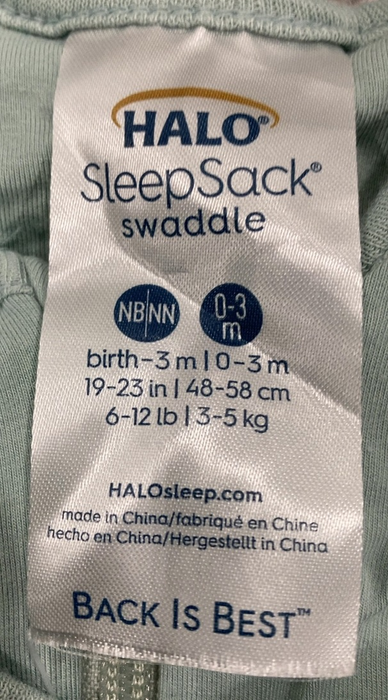 HALO®
SleepSack®
swaddle
NB|NN 0-3 m
birth-3 m | 0-3 m
19-23 in | 48-58 cm
6-12 lb | 3-5 kg
HALOsleep.com
made in China/fabriqué en Chine
hecho en China/Hergestellt in China
BACK IS BEST™